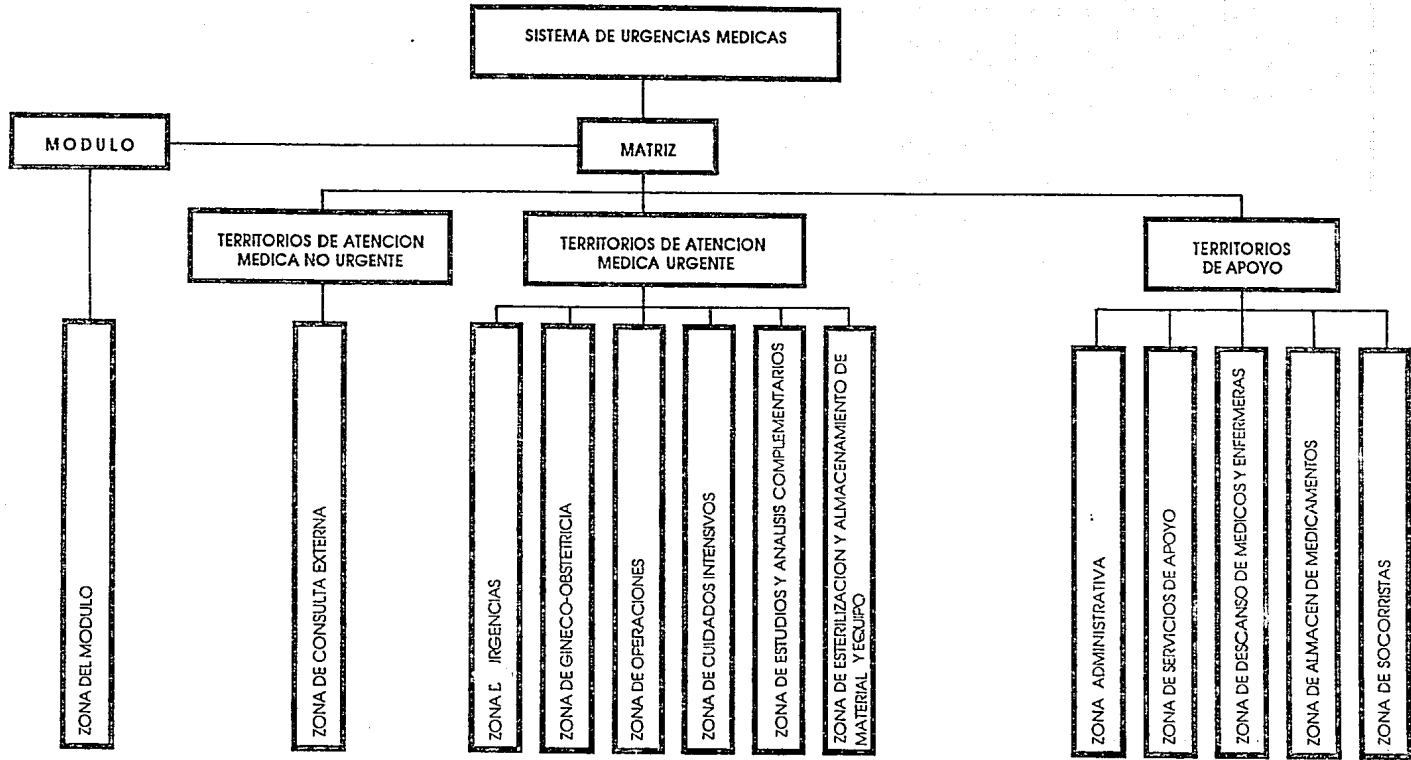 SISTEMA DE URGENCIAS MEDICAS
MODULO
MATRIZ
TERRITORIOS DE ATENCION
MEDICA NO URGENTE
TERRITORIOS DE ATENCION
MEDICA URGENTE
TERRITORIOS
DE APOYO
ZONA DEL MODULO
ZONA DE CONSULTA EXTERNA
ZONA
ZONA DE GINECO-OBSTETRICIA
ZONA DE OPERACIONES
ZONA DE CUIDADOS INTENSIVOS
ZONA DE ESTUDIOS Y ANALISIS COMPLEMENTARIOS
ZONA DE ESTERILIZACION Y ALMACENAMIENTO DE
MATERIAL Y EQUIPO
ZONA ADMINISTRATIVA
ZONA DE SERVICIOS DE APOYO
ZONA DE DESCANSO DE MEDICOS Y ENFERMERAS
ZONA DE ALMACEN DE MEDICAMENTOS
ZONA DE SOCORRISTAS